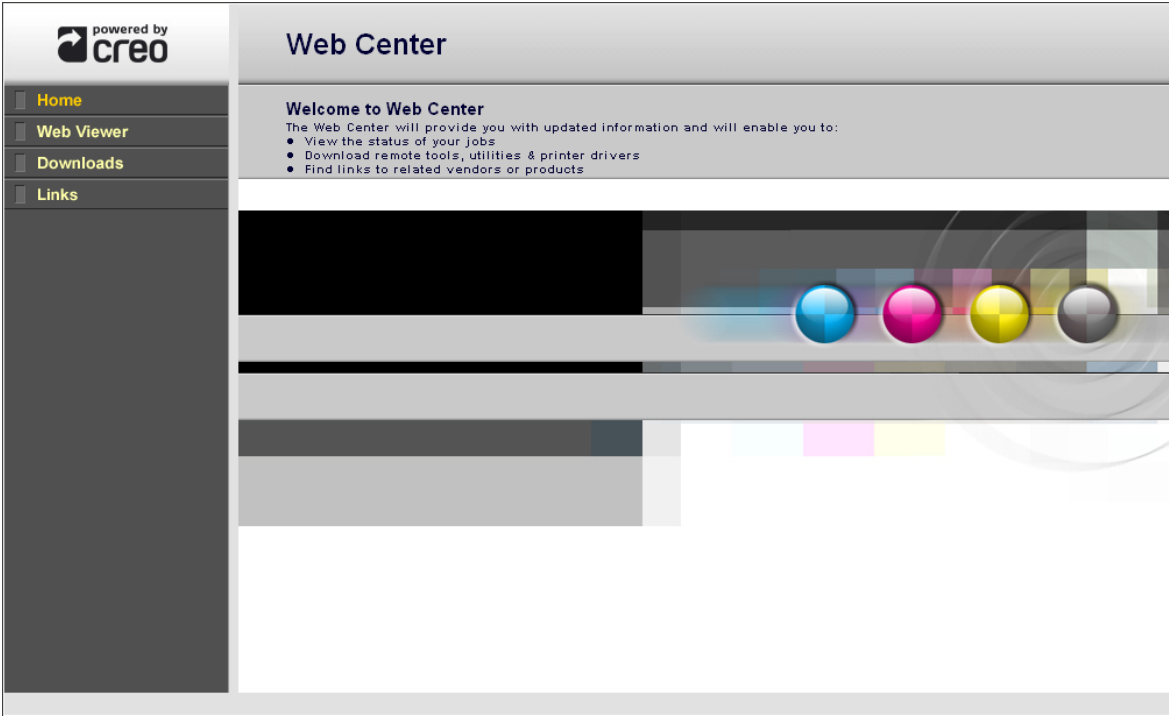 powered by
creo
Web Center
Home
Web Viewer
Downloads
Links
Welcome to Web Center
The Web Center will provide you with updated information and will enable you to:
● View the status of your jobs
● Download remote tools, utilities & printer drivers
● Find links to related vendors or products